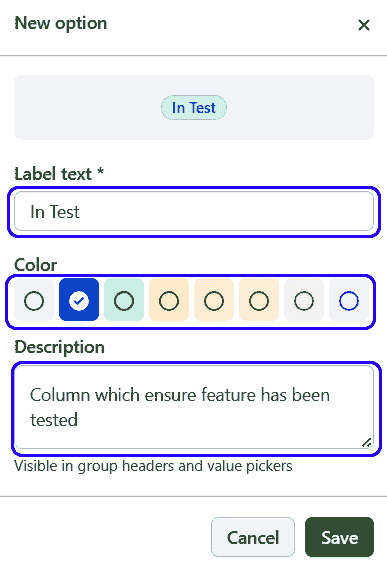 New option
In Test
Label text *
In Test
Color
Description
Column which ensure feature has been
tested
Visible in group headers and value pickers
Cancel
Save